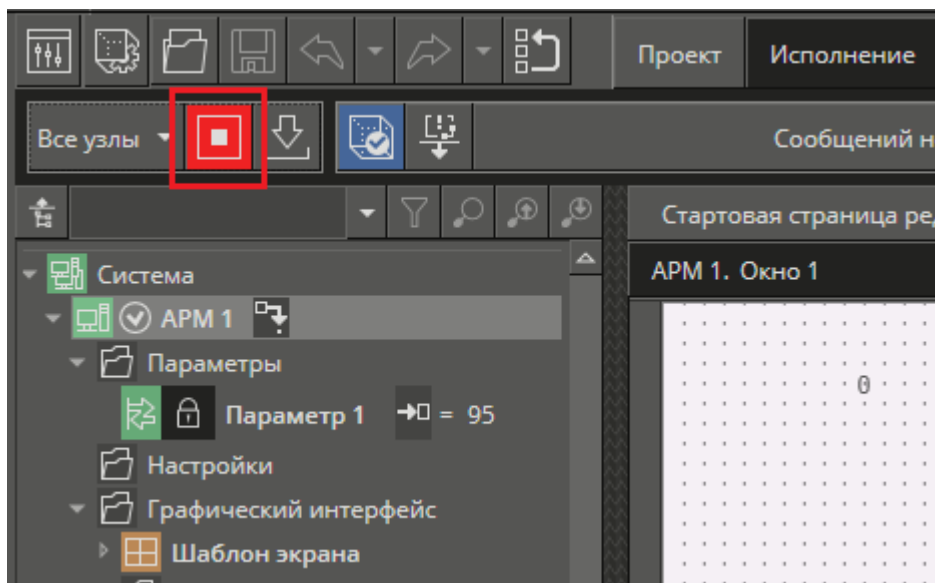 Проект Исполнение
Все узлы Сообщений н
Стартовая страница ред
Система АРМ 1. Окно 1
АРМ 1
Параметры
0
Параметр 1 = 95
Настройки
Графический интерфейс
Шаблон экрана